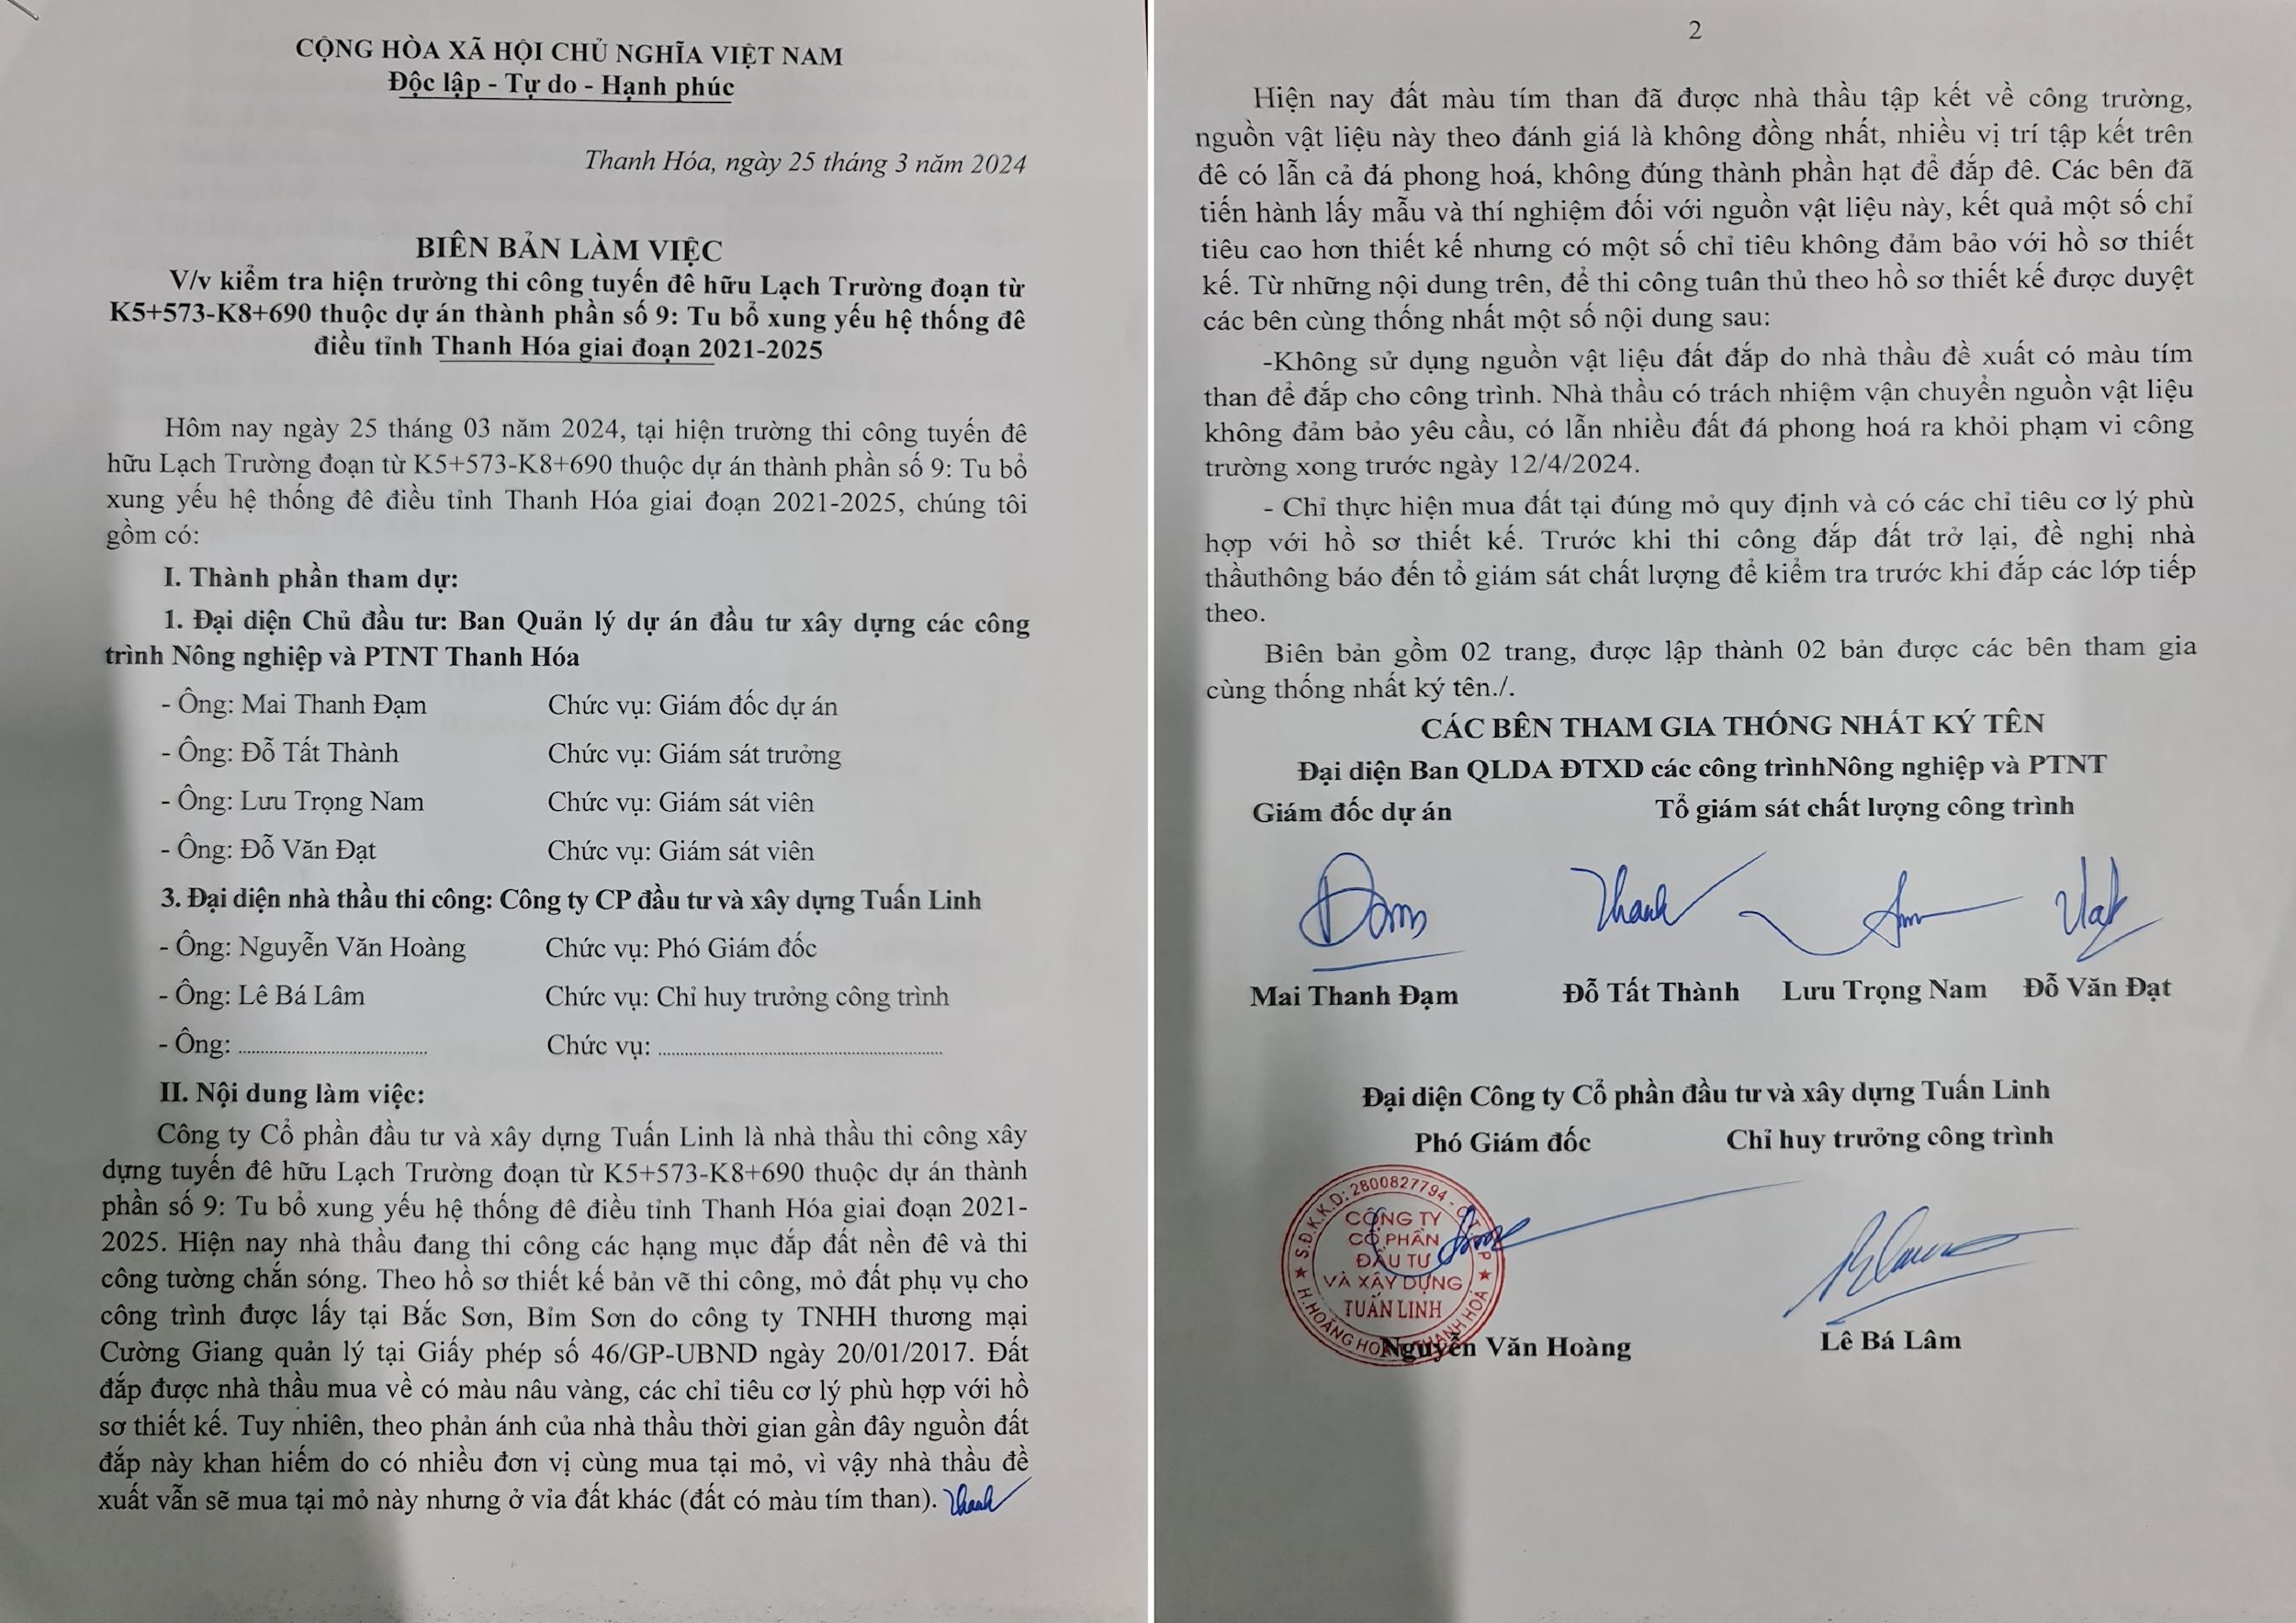 CỘNG HÒA XÃ HỘI CHỦ NGHĨA VIỆT NAM
Độc lập - Tự do - Hạnh phúc
Thanh Hóa, ngày 25 tháng 3 năm 2024
BIÊN BẢN LÀM VIỆC
V/v kiểm tra hiện trường thi công tuyến đê hữu Lạch Trường đoạn từ
K5+573-K8+690 thuộc dự án thành phần số 9: Tu bổ xung yếu hệ thống đê
điều tỉnh Thanh Hóa giai đoạn 2021-2025
Hôm nay ngày 25 tháng 03 năm 2024, tại hiện trường thi công tuyến đê
hữu Lạch Trường đoạn từ K5+573-K8+690 thuộc dự án thành phần số 9: Tu bổ
xung yếu hệ thống đê điều tỉnh Thanh Hóa giai đoạn 2021-2025, chúng tôi
gồm có:
I. Thành phần tham dự:
1. Đại diện Chủ đầu tư: Ban Quản lý dự án đầu tư xây dựng các công
trình Nông nghiệp và PTNT Thanh Hóa
- Ông: Mai Thanh Đạm Chức vụ: Giám đốc dự án
- Ông: Đỗ Tất Thành Chức vụ: Giám sát trưởng
- Ông: Lưu Trọng Nam Chức vụ: Giám sát viên
- Ông: Đỗ Văn Đạt Chức vụ: Giám sát viên
3. Đại diện nhà thầu thi công: Công ty CP đầu tư và xây dựng Tuấn Linh
- Ông: Nguyễn Văn Hoàng Chức vụ: Phó Giám đốc
- Ông: Lê Bá Lâm Chức vụ: Chỉ huy trưởng công trình
- Ông: ................................ Chức vụ: ................................................
II. Nội dung làm việc:
Công ty Cổ phần đầu tư và xây dựng Tuấn Linh là nhà thầu thi công xây
dựng tuyến đê hữu Lạch Trường đoạn từ K5+573-K8+690 thuộc dự án thành
phần số 9: Tu bổ xung yếu hệ thống đê điều tỉnh Thanh Hóa giai đoạn 2021-
2025. Hiện nay nhà thầu đang thi công các hạng mục đắp đất nền đê và thi
công tường chắn sóng. Theo hồ sơ thiết kế bản vẽ thi công, mỏ đất phụ vụ cho
công trình được lấy tại Bắc Sơn, Bỉm Sơn do công ty TNHH thương mại
Cường Giang quản lý tại Giấy phép số 46/GP-UBND ngày 20/01/2017. Đất
đắp được nhà thầu mua về có màu nâu vàng, các chỉ tiêu cơ lý phù hợp với hồ
sơ thiết kế. Tuy nhiên, theo phản ánh của nhà thầu thời gian gần đây nguồn đất
đắp này khan hiếm do có nhiều đơn vị cùng mua tại mỏ, vì vậy nhà thầu đề
xuất vẫn sẽ mua tại mỏ này nhưng ở vỉa đất khác (đất có màu tím than). Thanh
2
Hiện nay đất màu tím than đã được nhà thầu tập kết về công trường,
nguồn vật liệu này theo đánh giá là không đồng nhất, nhiều vị trí tập kết trên
đê có lẫn cả đá phong hoá, không đúng thành phần hạt để đắp đê. Các bên đã
tiến hành lấy mẫu và thí nghiệm đối với nguồn vật liệu này, kết quả một số chỉ
tiêu cao hơn thiết kế nhưng có một số chỉ tiêu không đảm bảo với hồ sơ thiết
kế. Từ những nội dung trên, để thi công tuân thủ theo hồ sơ thiết kế được duyệt
các bên cùng thống nhất một số nội dung sau:
-Không sử dụng nguồn vật liệu đất đắp do nhà thầu đề xuất có màu tím
than để đắp cho công trình. Nhà thầu có trách nhiệm vận chuyển nguồn vật liệu
không đảm bảo yêu cầu, có lẫn nhiều đất đá phong hoá ra khỏi phạm vi công
trường xong trước ngày 12/4/2024.
- Chỉ thực hiện mua đất tại đúng mỏ quy định và có các chỉ tiêu cơ lý phù
hợp với hồ sơ thiết kế. Trước khi thi công đắp đất trở lại, đề nghị nhà
thầuthông báo đến tổ giám sát chất lượng để kiểm tra trước khi đắp các lớp tiếp
theo.
Biên bản gồm 02 trang, được lập thành 02 bản được các bên tham gia
cùng thống nhất ký tên./.
CÁC BÊN THAM GIA THỐNG NHẤT KÝ TÊN
Đại diện Ban QLDA ĐTXD các công trìnhNông nghiệp và PTNT
Giám đốc dự án Tổ giám sát chất lượng công trình
Thanh
Mai Thanh Đạm Đỗ Tất Thành Lưu Trọng Nam Đỗ Văn Đạt
Đại diện Công ty Cổ phần đầu tư và xây dựng Tuấn Linh
Phó Giám đốc Chỉ huy trưởng công trình
S.Đ.K.K.D: 2800827794
CÔNG TY
CỔ PHẦN
ĐẦU TƯ
VÀ XÂY DỰNG
TUẤN LINH
Nguyễn Văn Hoàng Lê Bá Lâm